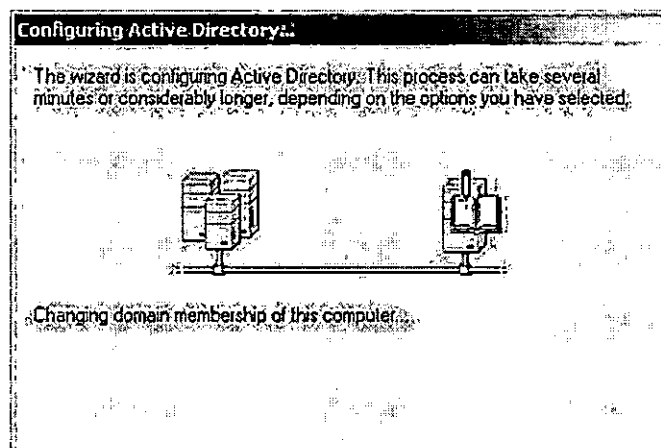 Configuring Active Directory...
The wizard is configuring Active Directory. This process can take several
minutes or considerably longer, depending on the options you have selected.
Changing domain membership of this computer...